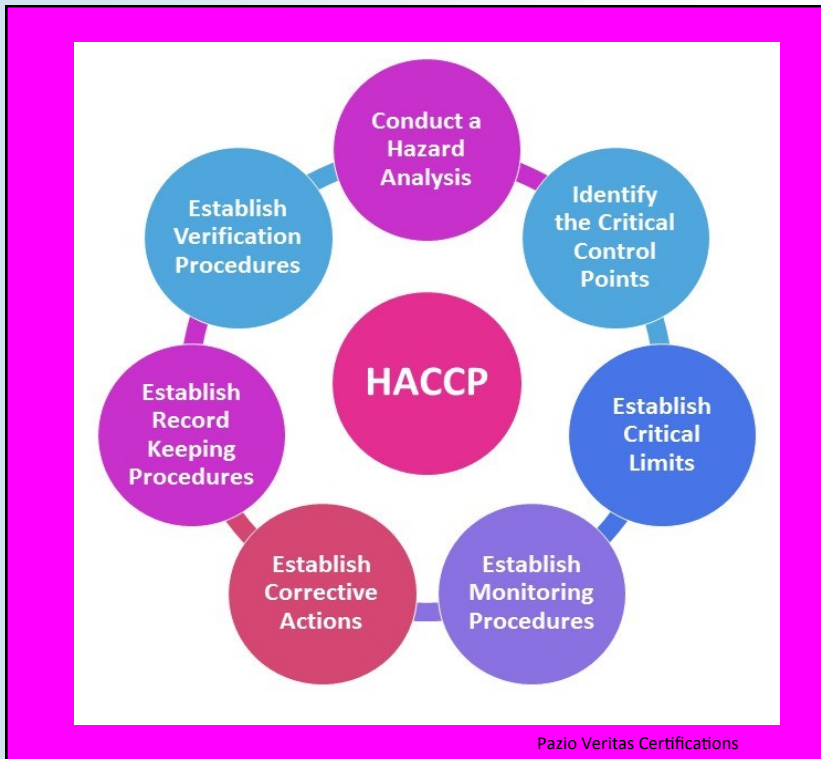 Conduct a
Hazard
Analysis
Identify
the Critical
Control
Points
Establish
Critical
Limits
Establish
Monitoring
Procedures
Establish
Corrective
Actions
Establish
Record
Keeping
Procedures
Establish
Verification
Procedures
HACCP
Pazio Veritas Certifications